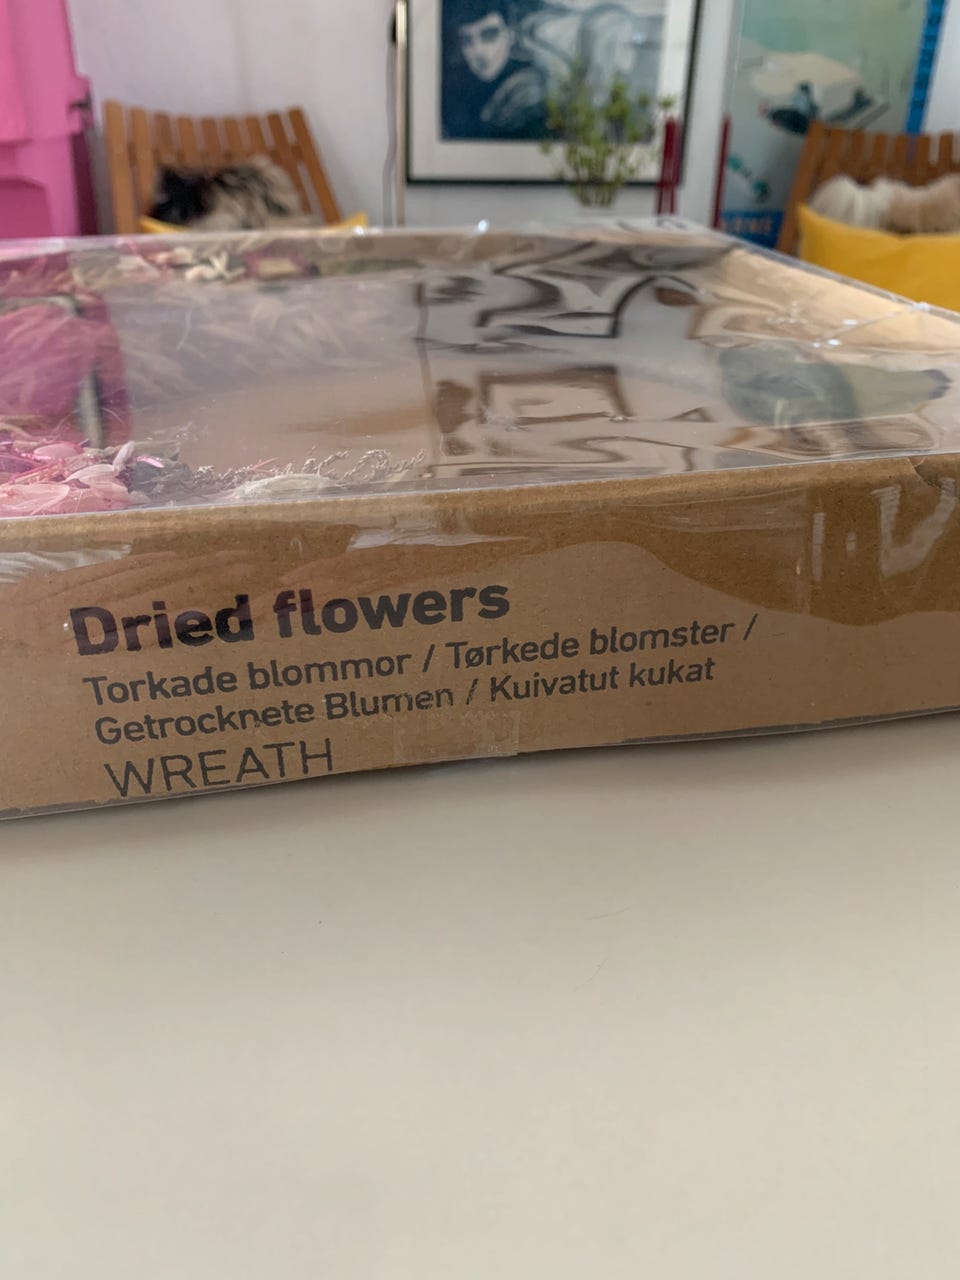 Dried flowers
Torkade blommor / Tørkede blomster /
Getrocknete Blumen / Kuivatut kukat
WREATH